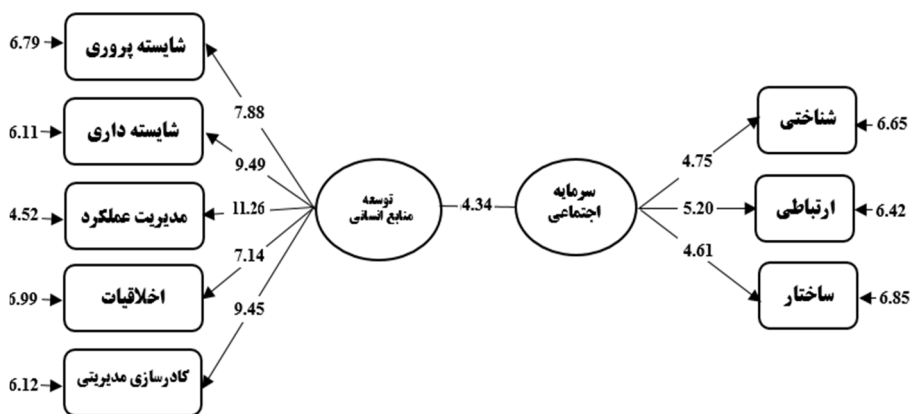 شایسته پروری
6.79
7.88
شایسته داری
6.11
9.49
مدیریت عملکرد
4.52
11.26
اخلاقیات
6.99
7.14
کادرسازی مدیریتی
6.12
9.45
توسعه
منابع انسانی
4.34
سرمایه
اجتماعی
شناختی
4.75
6.65
ارتباطی
5.20
6.42
ساختار
4.61
6.85